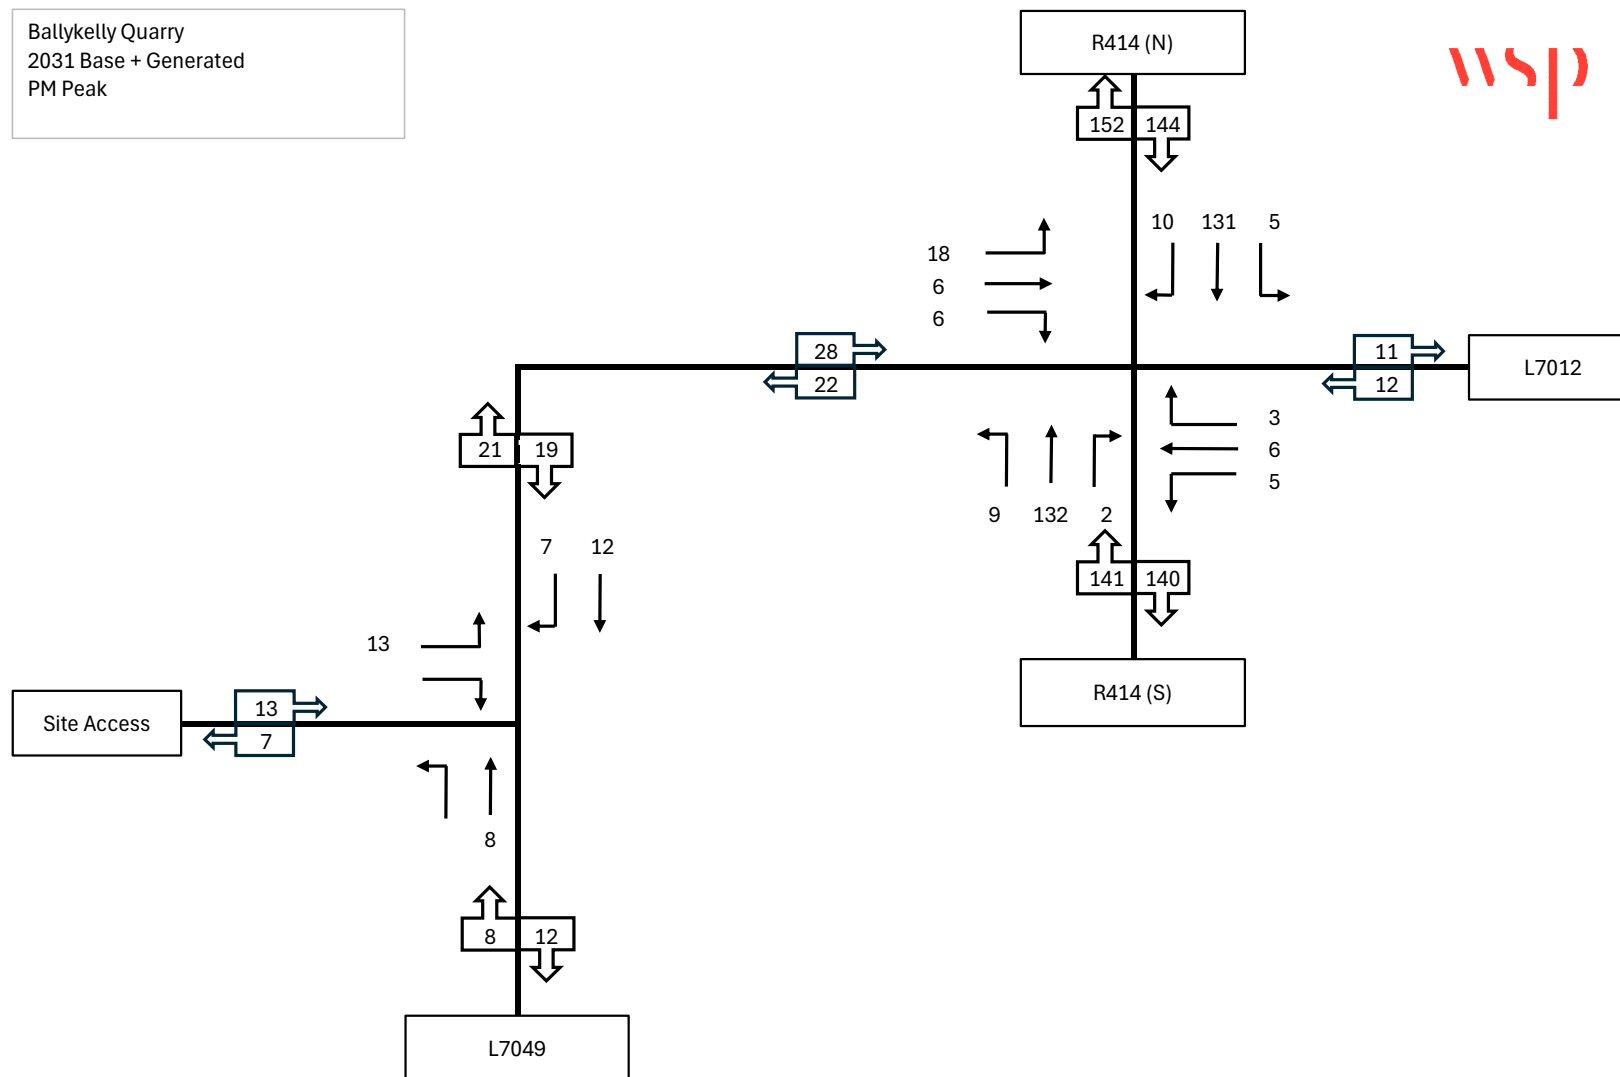 Ballykelly Quarry
2031 Base + Generated
PM Peak
R414 (N)
wsp
152 144
10 131 5
18
6
6
28
22
11
12
L7012
21 19
3
6
5
9 132 2
7 12
141 140
13
R414 (S)
Site Access
13
7
8
8 12
L7049